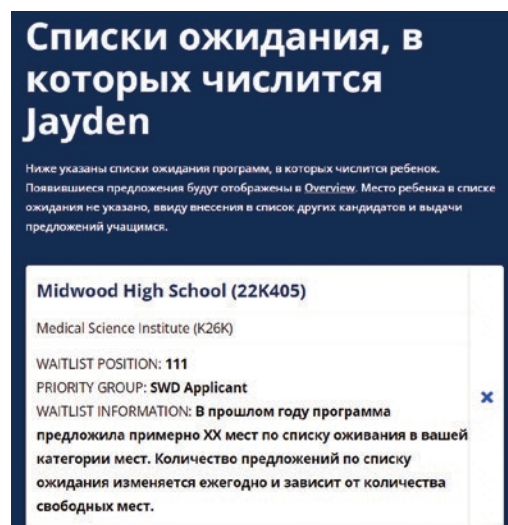 Списки ожидания, в
которых числится
Jayden
Ниже указаны списки ожидания программ, в которых числится ребенок.
Появившиеся предложения будут отображены в Overview. Место ребенка в списке
ожидания не указано, ввиду внесения в список других кандидатов и выдачи
предложений учащимся.
Midwood High School (22K405)
Medical Science Institute (K26K)
WAITLIST POSITION: 111
PRIORITY GROUP: SWD Applicant
WAITLIST INFORMATION: В прошлом году программа
предложила примерно XX мест по списку оживания в вашей
категории мест. Количество предложений по списку
ожидания изменяется ежегодно и зависит от количества
свободных мест.